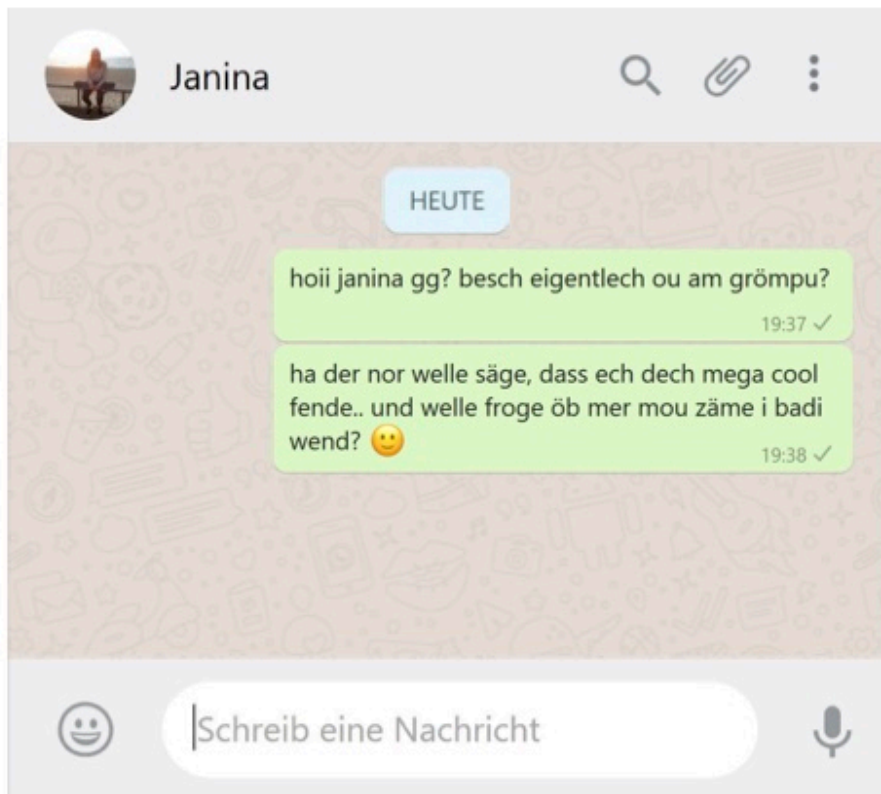 Janina
HEUTE
hoii janina gg? besch eigentlech ou am grömpu?
19:37
ha der nor welle säge, dass ech dech mega cool
fende.. und welle froge öb mer mou zäme i badi
wend? 🙂
19:38
Schreib eine Nachricht